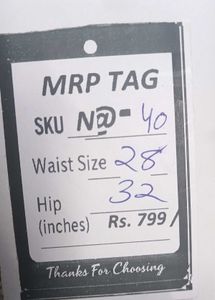 MRP TAG
SKU N@- 40
Waist Size 28
Hip 32
(inches) Rs. 799/
Thanks For Choosing